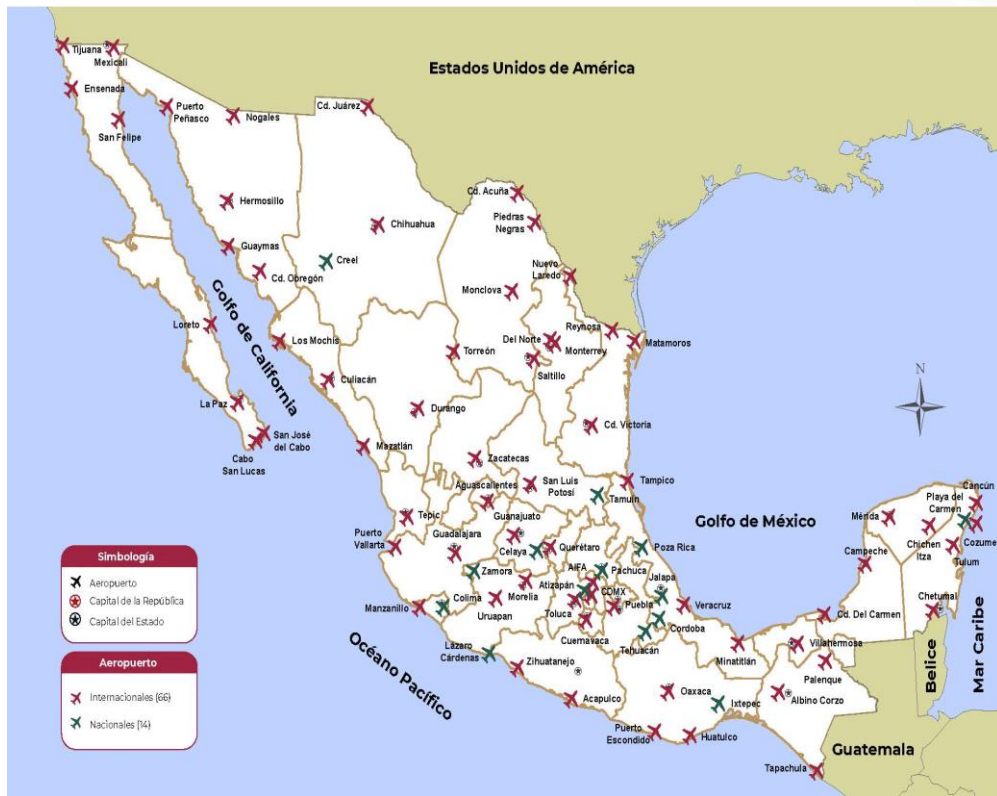 Estados Unidos de América
Tijuana
Mexicali
Ensenada
San Felipe
Puerto
Peñasco
Nogales
Cd. Juárez
Hermosillo
Chihuahua
Cd. Acuña
Piedras
Negras
Guaymas
Creel
Cd. Obregón
Nuevo
Laredo
Monclova
Golfo de California
Loreto
Los Mochis
Reynosa
Del Norte
Monterrey
Matamoros
Torreón
Saltillo
Culiacán
La Paz
Durango
N
San José
del Cabo
Cabo
San Lucas
Mazatlán
Cd. Victoria
Zacatecas
Aguascalientes
San Luis
Potosí
Tampico
Tamuín
Cancún
Playa del
Carmen
Golfo de México
Mérida
Cozumel
Chichen
Itza
Tulum
Tepic
Guanajuato
Puerto
Vallarta
Guadalajara
Celaya
Querétaro
Poza Rica
Campeche
Zamora
AIFA
Pachuca
Atizapán
Jalapa
Chetumal
Colima
Morelia
CDMX
Manzanillo
Uruapan
Toluca
Puebla
Veracruz
Cd. Del Carmen
Cuernavaca
Cordoba
Tehuacán
Lázaro
Cárdenas
Océano Pacífico
Zihuatanejo
Minatitlán
Villahermosa
Palenque
Belice
Mar Caribe
Acapulco
Oaxaca
Ixtepec
Albino Corzo
Puerto
Escondido
Huatulco
Guatemala
Tapachula
Simbología
Aeropuerto
Capital de la República
Capital del Estado
Aeropuerto
Internacionales (66)
Nacionales (14)